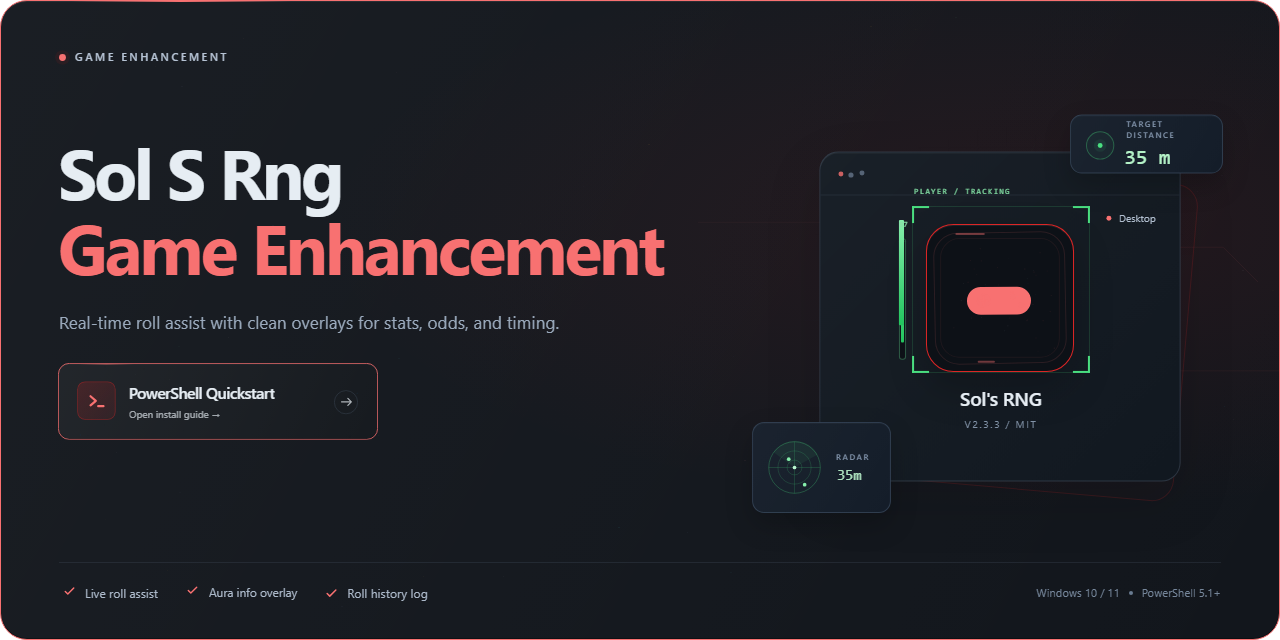 GAME ENHANCEMENT
Sol S Rng
Game Enhancement
Real-time roll assist with clean overlays for stats, odds, and timing.
PowerShell Quickstart
Open install guide →
TARGET
DISTANCE
35 m
PLAYER / TRACKING
Desktop
Sol's RNG
V2.3.3 / MIT
RADAR
35m
Live roll assist
Aura info overlay
Roll history log
Windows 10 / 11 • PowerShell 5.1+